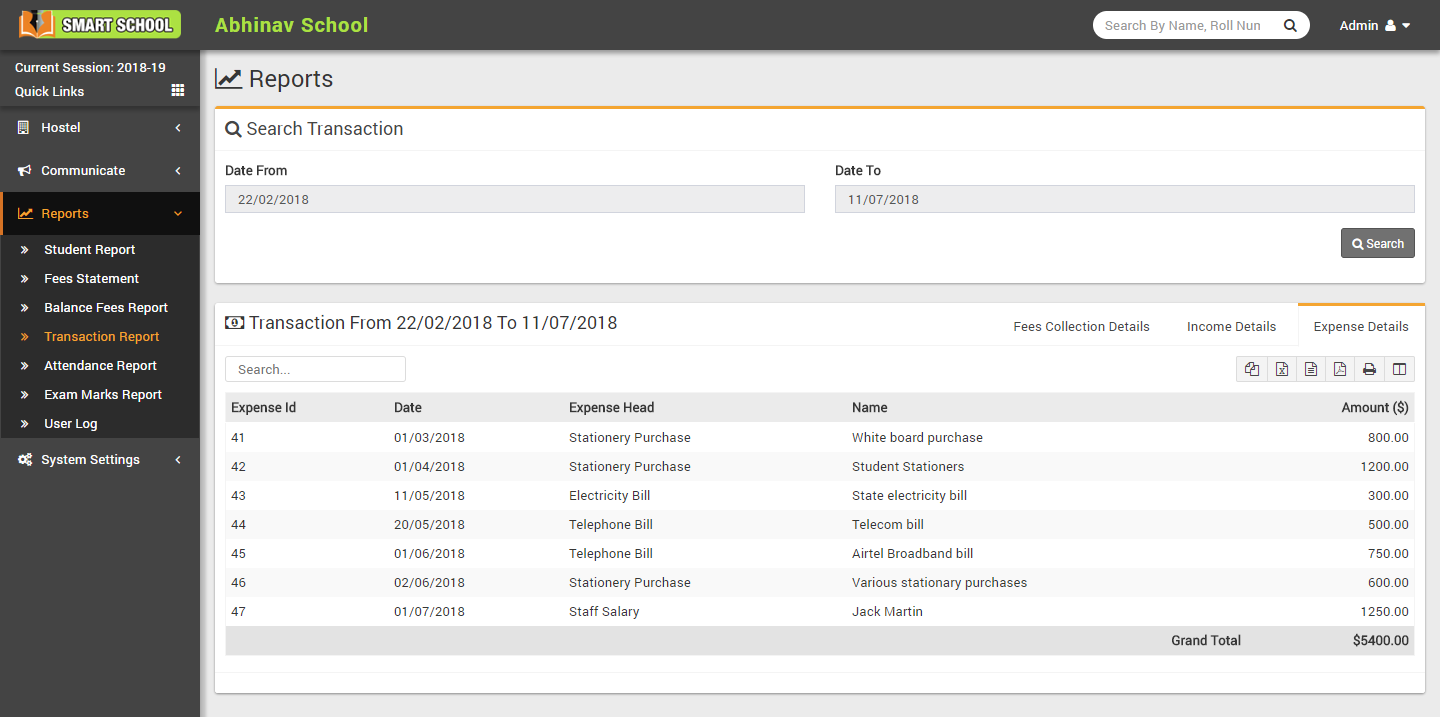 SMART SCHOOL
Abhinav School
Search By Name, Roll Nun
Admin
Current Session: 2018-19
Quick Links
Hostel
Communicate
Reports
Student Report
Fees Statement
Balance Fees Report
Transaction Report
Attendance Report
Exam Marks Report
User Log
System Settings
Reports
Search Transaction
Date From Date To
22/02/2018 11/07/2018
Search
Transaction From 22/02/2018 To 11/07/2018
Fees Collection Details Income Details Expense Details
Search...
Expense Id Date Expense Head Name Amount ($)
41 01/03/2018 Stationery Purchase White board purchase 800.00
42 01/04/2018 Stationery Purchase Student Stationers 1200.00
43 11/05/2018 Electricity Bill State electricity bill 300.00
44 20/05/2018 Telephone Bill Telecom bill 500.00
45 01/06/2018 Telephone Bill Airtel Broadband bill 750.00
46 02/06/2018 Stationery Purchase Various stationary purchases 600.00
47 01/07/2018 Staff Salary Jack Martin 1250.00
Grand Total $5400.00